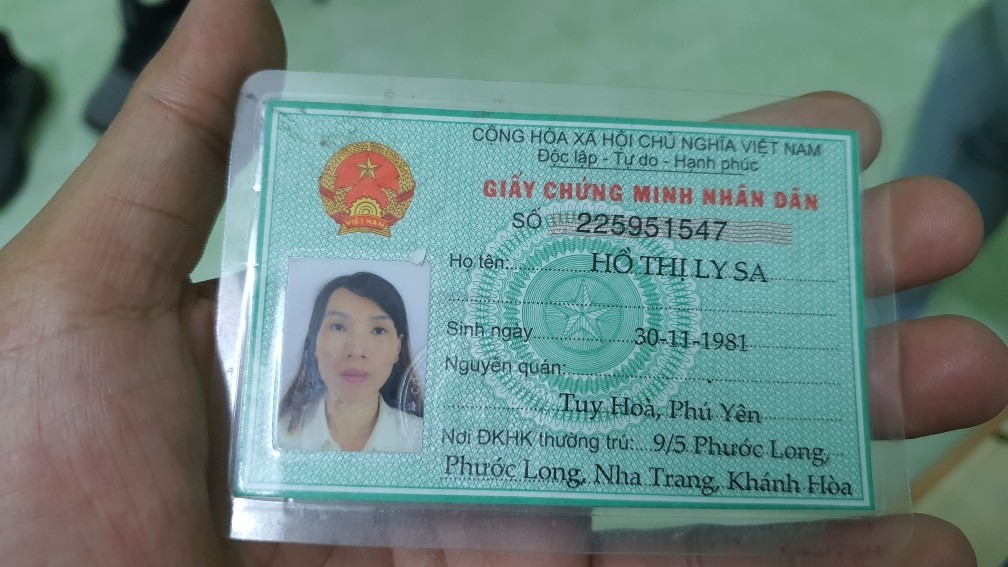 CỘNG HÒA XÃ HỘI CHỦ NGHĨA VIỆT NAM
Độc lập - Tự do - Hạnh phúc
GIẤY CHỨNG MINH NHÂN DÂN
SỐ 225951547
Họ tên: HỒ THỊ LY SA
Sinh ngày 30-11-1981
Nguyên quán:
Tuy Hoà, Phú Yên
Nơi ĐKHK thường trú: 9/5 Phước Long,
Phước Long, Nha Trang, Khánh Hòa
VIỆT NAM